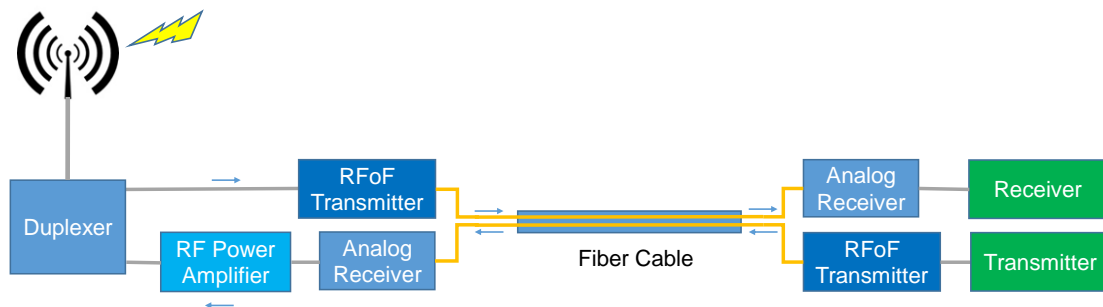 RFoF
Transmitter
Analog
Receiver
Receiver
Duplexer
RF Power
Amplifier
Analog
Receiver
Fiber Cable
RFoF
Transmitter
Transmitter